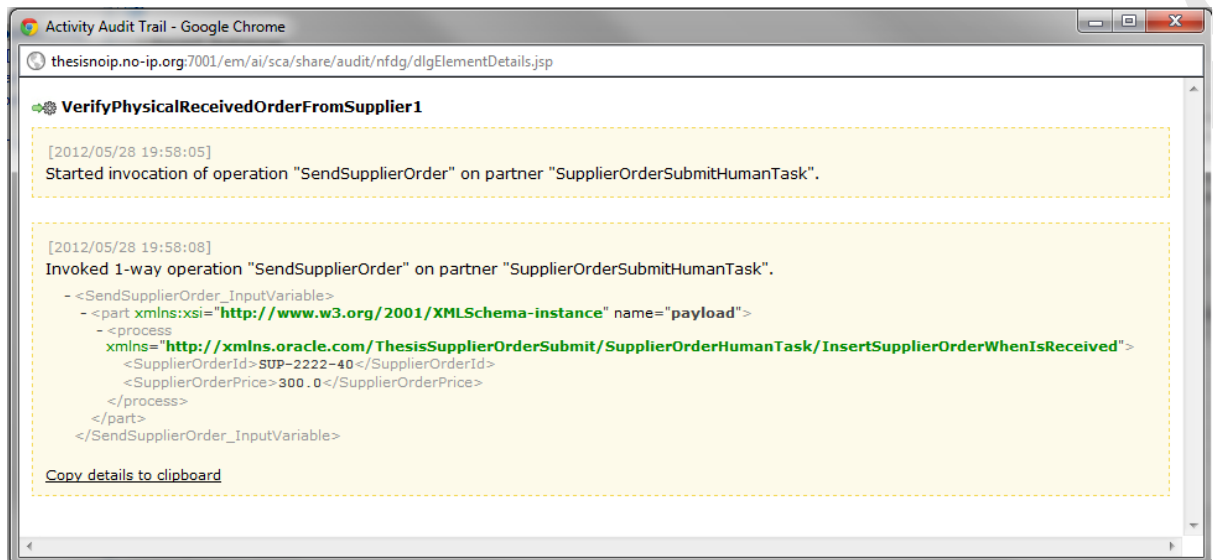 Activity Audit Trail - Google Chrome
thesisnoip.no-ip.org:7001/em/ai/sca/share/audit/nfdg/dlgElementDetails.jsp
VerifyPhysicalReceivedOrderFromSupplier1
[2012/05/28 19:58:05]
Started invocation of operation "SendSupplierOrder" on partner "SupplierOrderSubmitHumanTask".
[2012/05/28 19:58:08]
Invoked 1-way operation "SendSupplierOrder" on partner "SupplierOrderSubmitHumanTask".
- <SendSupplierOrder_InputVariable>
- <part xmlns:xsi="http://www.w3.org/2001/XMLSchema-instance" name="payload">
- <process
xmlns="http://xmlns.oracle.com/ThesisSupplierOrderSubmit/SupplierOrderHumanTask/InsertSupplierOrderWhenIsReceived">
<SupplierOrderId>SUP-2222-40</SupplierOrderId>
<SupplierOrderPrice>300.0</SupplierOrderPrice>
</process>
</part>
</SendSupplierOrder_InputVariable>
Copy details to clipboard